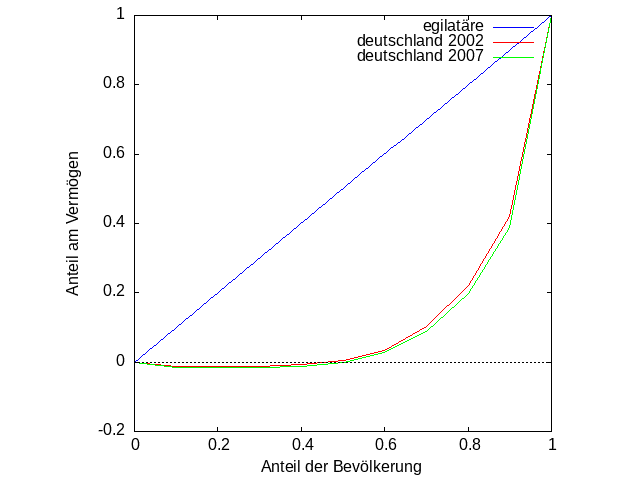 1
egilatäre
deutschland 2002
deutschland 2007
0.8
0.6
Anteil am Vermögen
0.4
0.2
0
-0.2
0 0.2 0.4 0.6 0.8 1
Anteil der Bevölkerung